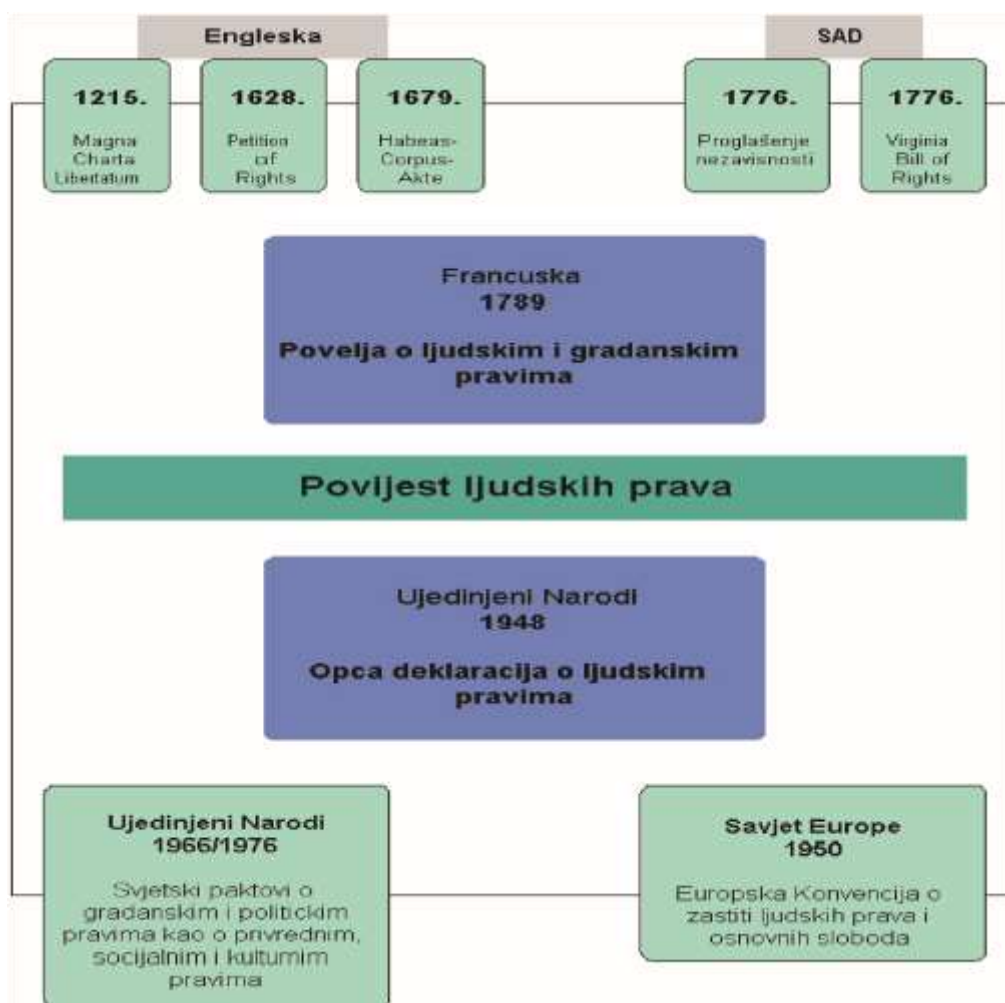 Engleska
SAD
1215.
Magna
Charta
Libertatum
1628.
Petition
of
Rights
1679.
Habeas-
Corpus-
Akte
1776.
Proglašenje
nezavisnosti
1776.
Virginia
Bill of
Rights
Francuska
1789
Povelja o ljudskim i gradanskim
pravima
Povijest ljudskih prava
Ujedinjeni Narodi
1948
Opca deklaracija o ljudskim
pravima
Ujedinjeni Narodi
1966/1976
Svjetski paktovi o
gradanskim i politickim
pravima kao o privrednim,
socijalnim i kulturnim
pravima
Savjet Europe
1950
Europska Konvencija o
zastiti ljudskih prava i
osnovnih sloboda